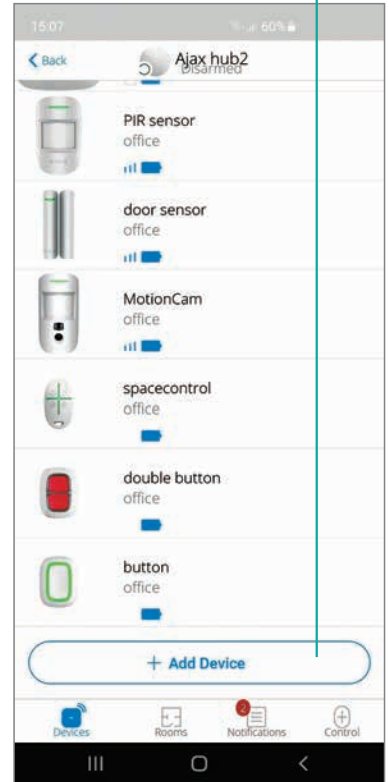 15:07 60%
Back
Ajax hub2
Disarmed
PIR sensor
office
door sensor
office
MotionCam
office
spacecontrol
office
double button
office
button
office
+ Add Device
2
Devices Rooms Notifications Control